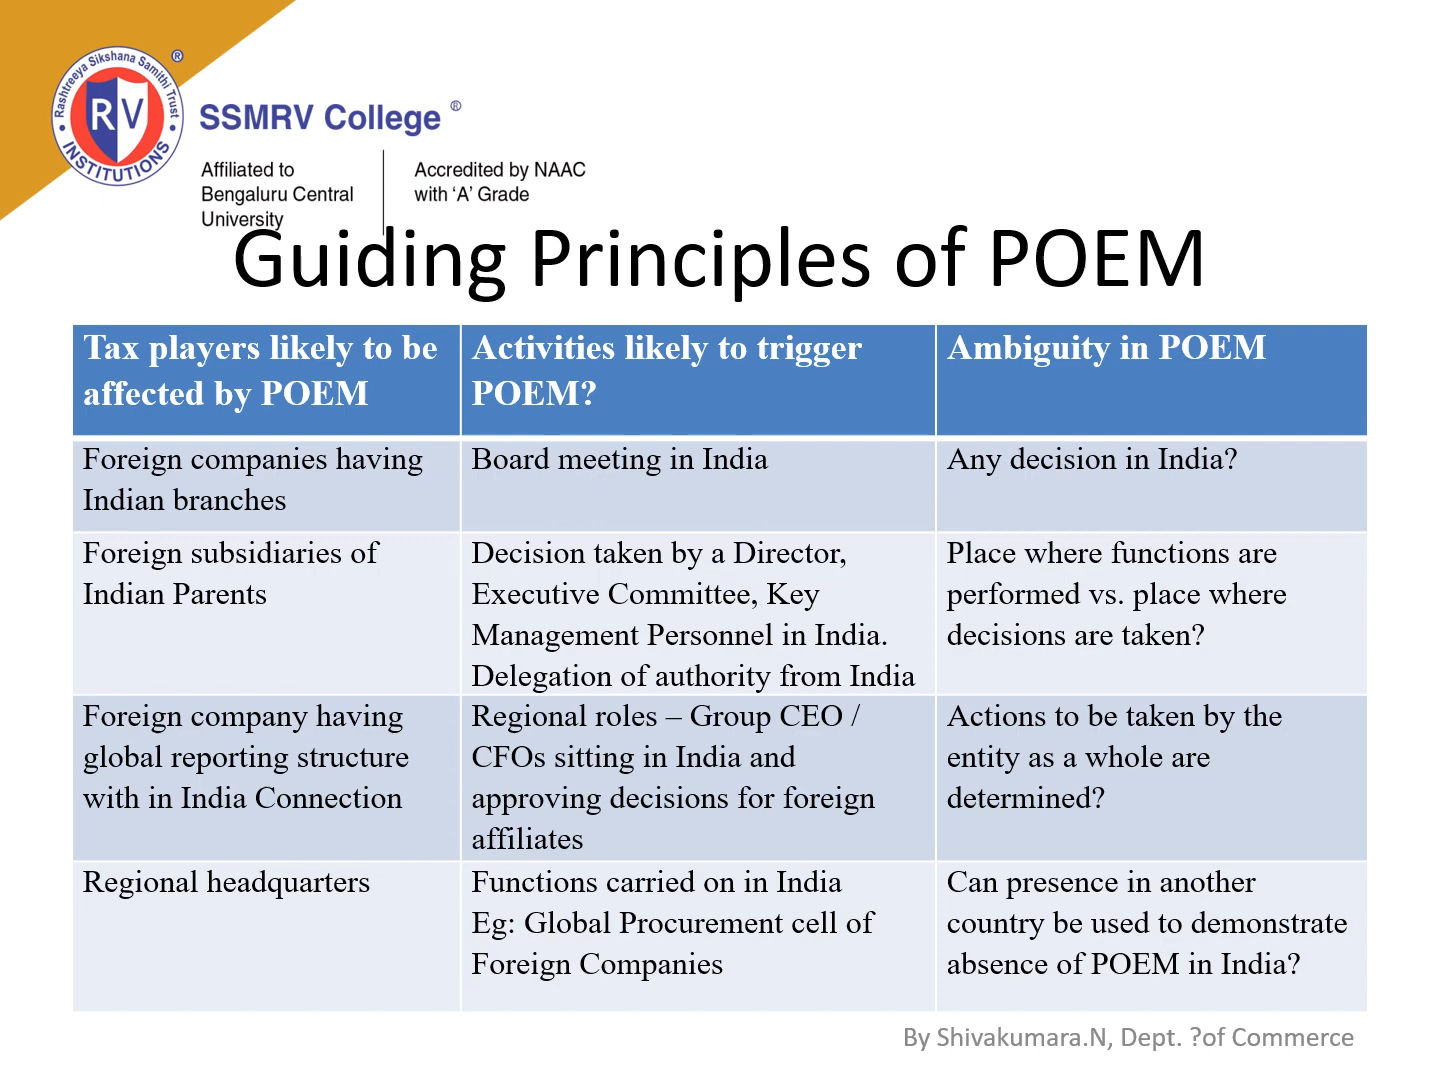 Rashtreeya Sikshana Samithi Trust
®
RV
INSTITUTIONS
SSMRV College ®
Affiliated to
Bengaluru Central
University
Accredited by NAAC
with ‘A’ Grade
Guiding Principles of POEM
Tax players likely to be
affected by POEM
Activities likely to trigger
POEM?
Ambiguity in POEM
Foreign companies having
Indian branches
Board meeting in India
Any decision in India?
Foreign subsidiaries of
Indian Parents
Decision taken by a Director,
Executive Committee, Key
Management Personnel in India.
Delegation of authority from India
Place where functions are
performed vs. place where
decisions are taken?
Foreign company having
global reporting structure
with in India Connection
Regional roles – Group CEO /
CFOs sitting in India and
approving decisions for foreign
affiliates
Actions to be taken by the
entity as a whole are
determined?
Regional headquarters
Functions carried on in India
Eg: Global Procurement cell of
Foreign Companies
Can presence in another
country be used to demonstrate
absence of POEM in India?
By Shivakumara.N, Dept. ?of Commerce